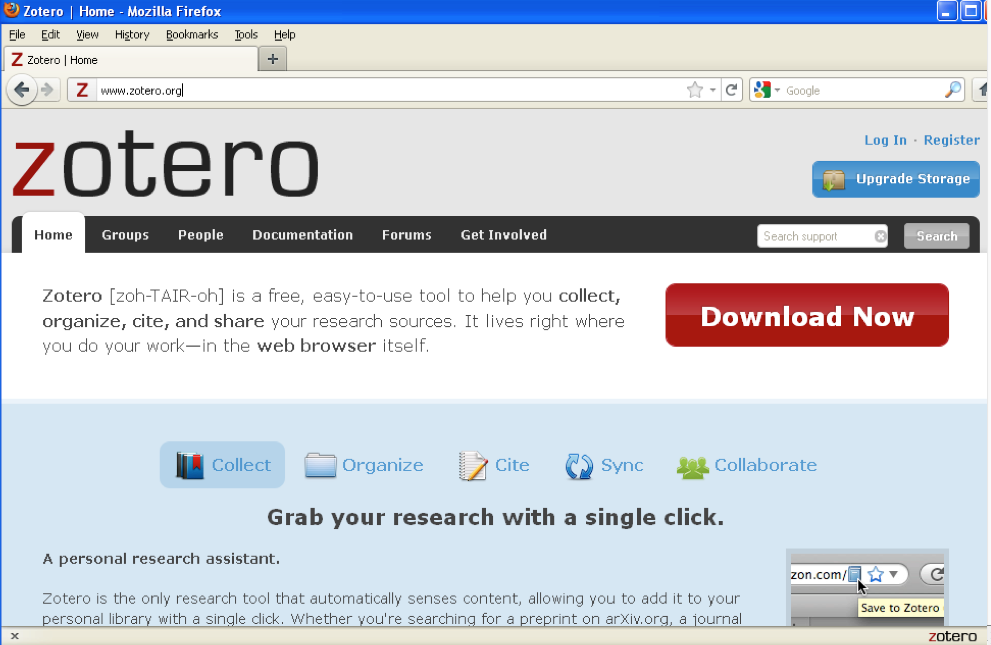 Zotero | Home - Mozilla Firefox
File Edit View History Bookmarks Tools Help
Z Zotero | Home +
Z www.zotero.org Google
zotero
Log In · Register
Upgrade Storage
Home Groups People Documentation Forums Get Involved Search support Search
Zotero [zoh-TAIR-oh] is a free, easy-to-use tool to help you collect,
organize, cite, and share your research sources. It lives right where
you do your work—in the web browser itself.
Download Now
Collect Organize Cite Sync Collaborate
Grab your research with a single click.
A personal research assistant.
Zotero is the only research tool that automatically senses content, allowing you to add it to your
personal library with a single click. Whether you're searching for a preprint on arXiv.org, a journal
zon.com/
Save to Zotero
x zotero